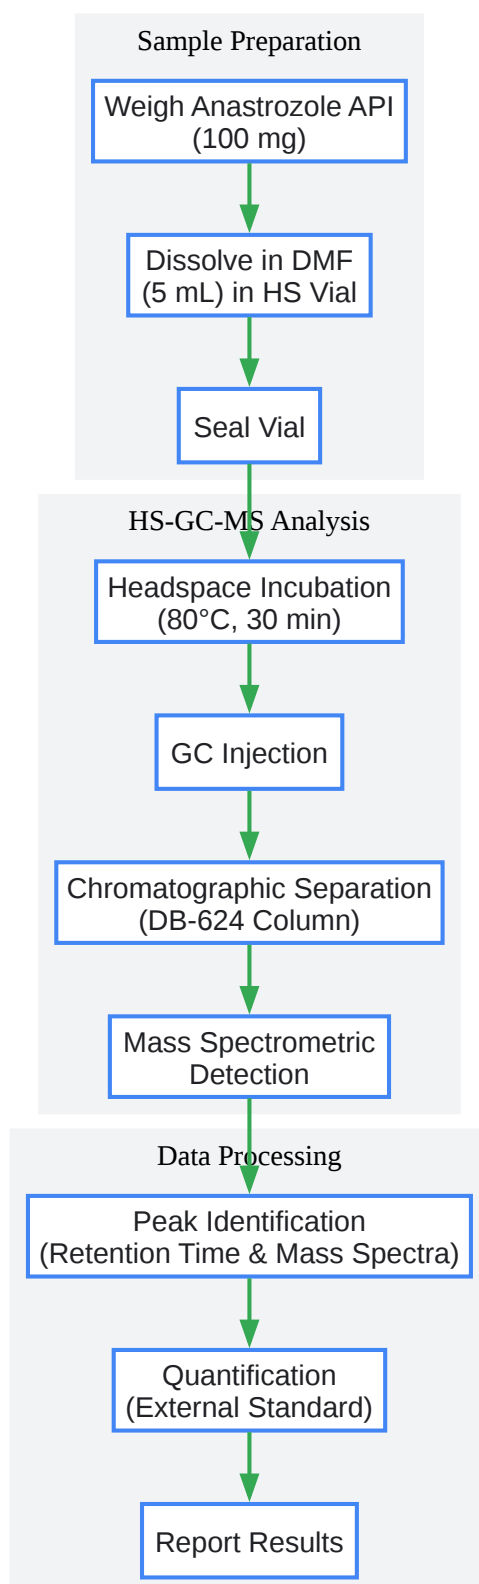 Sample Preparation
Weigh Anastrozole API
(100 mg)
Dissolve in DMF
(5 mL) in HS Vial
Seal Vial
HS-GC-MS Analysis
Headspace Incubation
(80°C, 30 min)
GC Injection
Chromatographic Separation
(DB-624 Column)
Mass Spectrometric
Detection
Data Processing
Peak Identification
(Retention Time & Mass Spectra)
Quantification
(External Standard)
Report Results